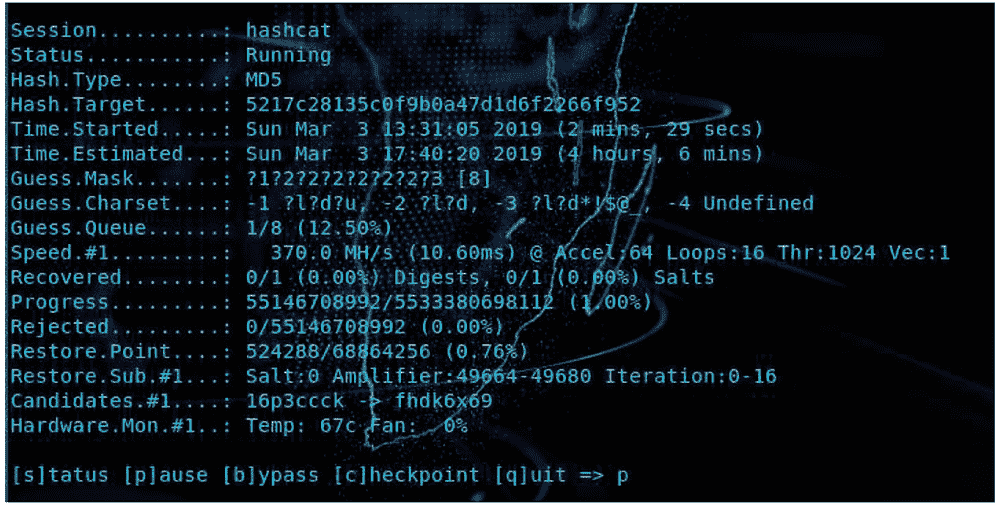 Session..........: hashcat
Status...........: Running
Hash.Type........: MD5
Hash.Target......: 5217c28135c0f9b0a47d1d6f2266f952
Time.Started.....: Sun Mar  3 13:31:05 2019 (2 mins, 29 secs)
Time.Estimated...: Sun Mar  3 17:40:20 2019 (4 hours, 6 mins)
Guess.Mask.......: ?1?2?2?2?2?2?2?3 [8]
Guess.Charset....: -1 ?l?d?u, -2 ?l?d, -3 ?l?d*!$@_, -4 Undefined
Guess.Queue......: 1/8 (12.50%)
Speed.#1.........:   370.0 MH/s (10.60ms) @ Accel:64 Loops:16 Thr:1024 Vec:1
Recovered........: 0/1 (0.00%) Digests, 0/1 (0.00%) Salts
Progress.........: 55146708992/5533380698112 (1.00%)
Rejected.........: 0/55146708992 (0.00%)
Restore.Point....: 524288/68864256 (0.76%)
Restore.Sub.#1...: Salt:0 Amplifier:49664-49680 Iteration:0-16
Candidates.#1....: 16p3ccck -> fhdk6x69
Hardware.Mon.#1..: Temp: 67c Fan:  0%
[s]tatus [p]ause [b]ypass [c]heckpoint [q]uit => p